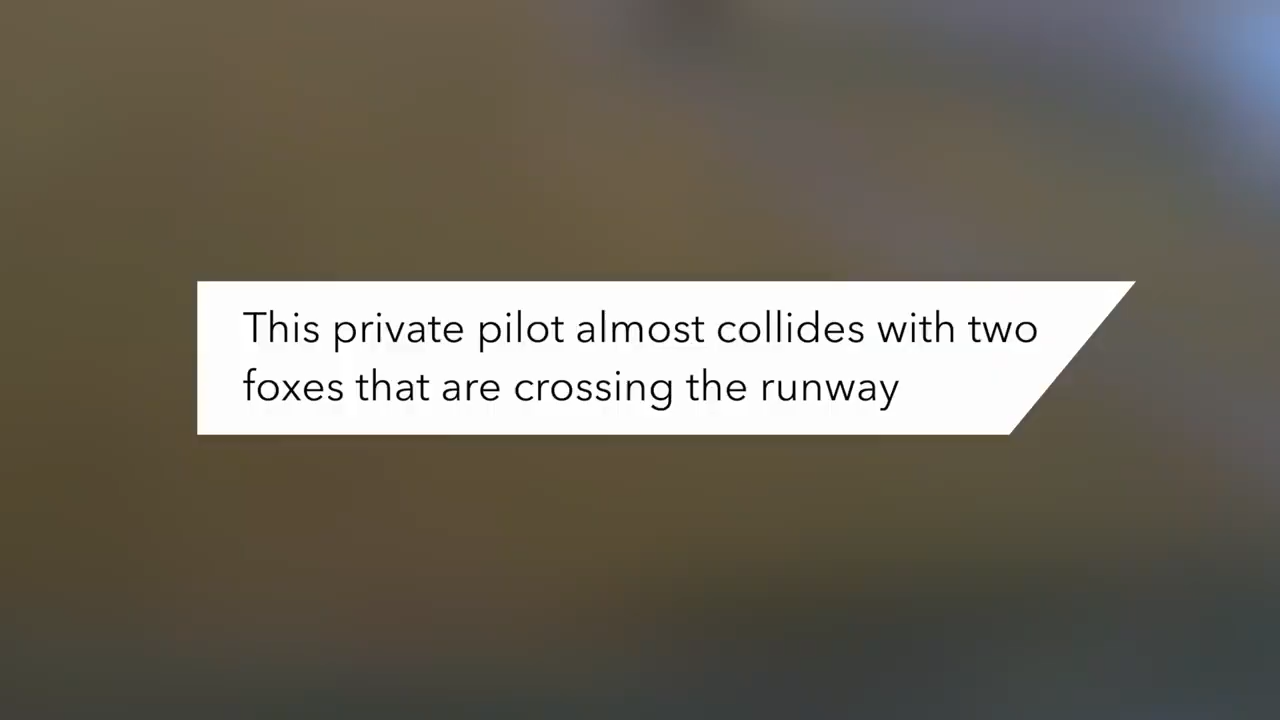 This private pilot almost collides with two
foxes that are crossing the runway